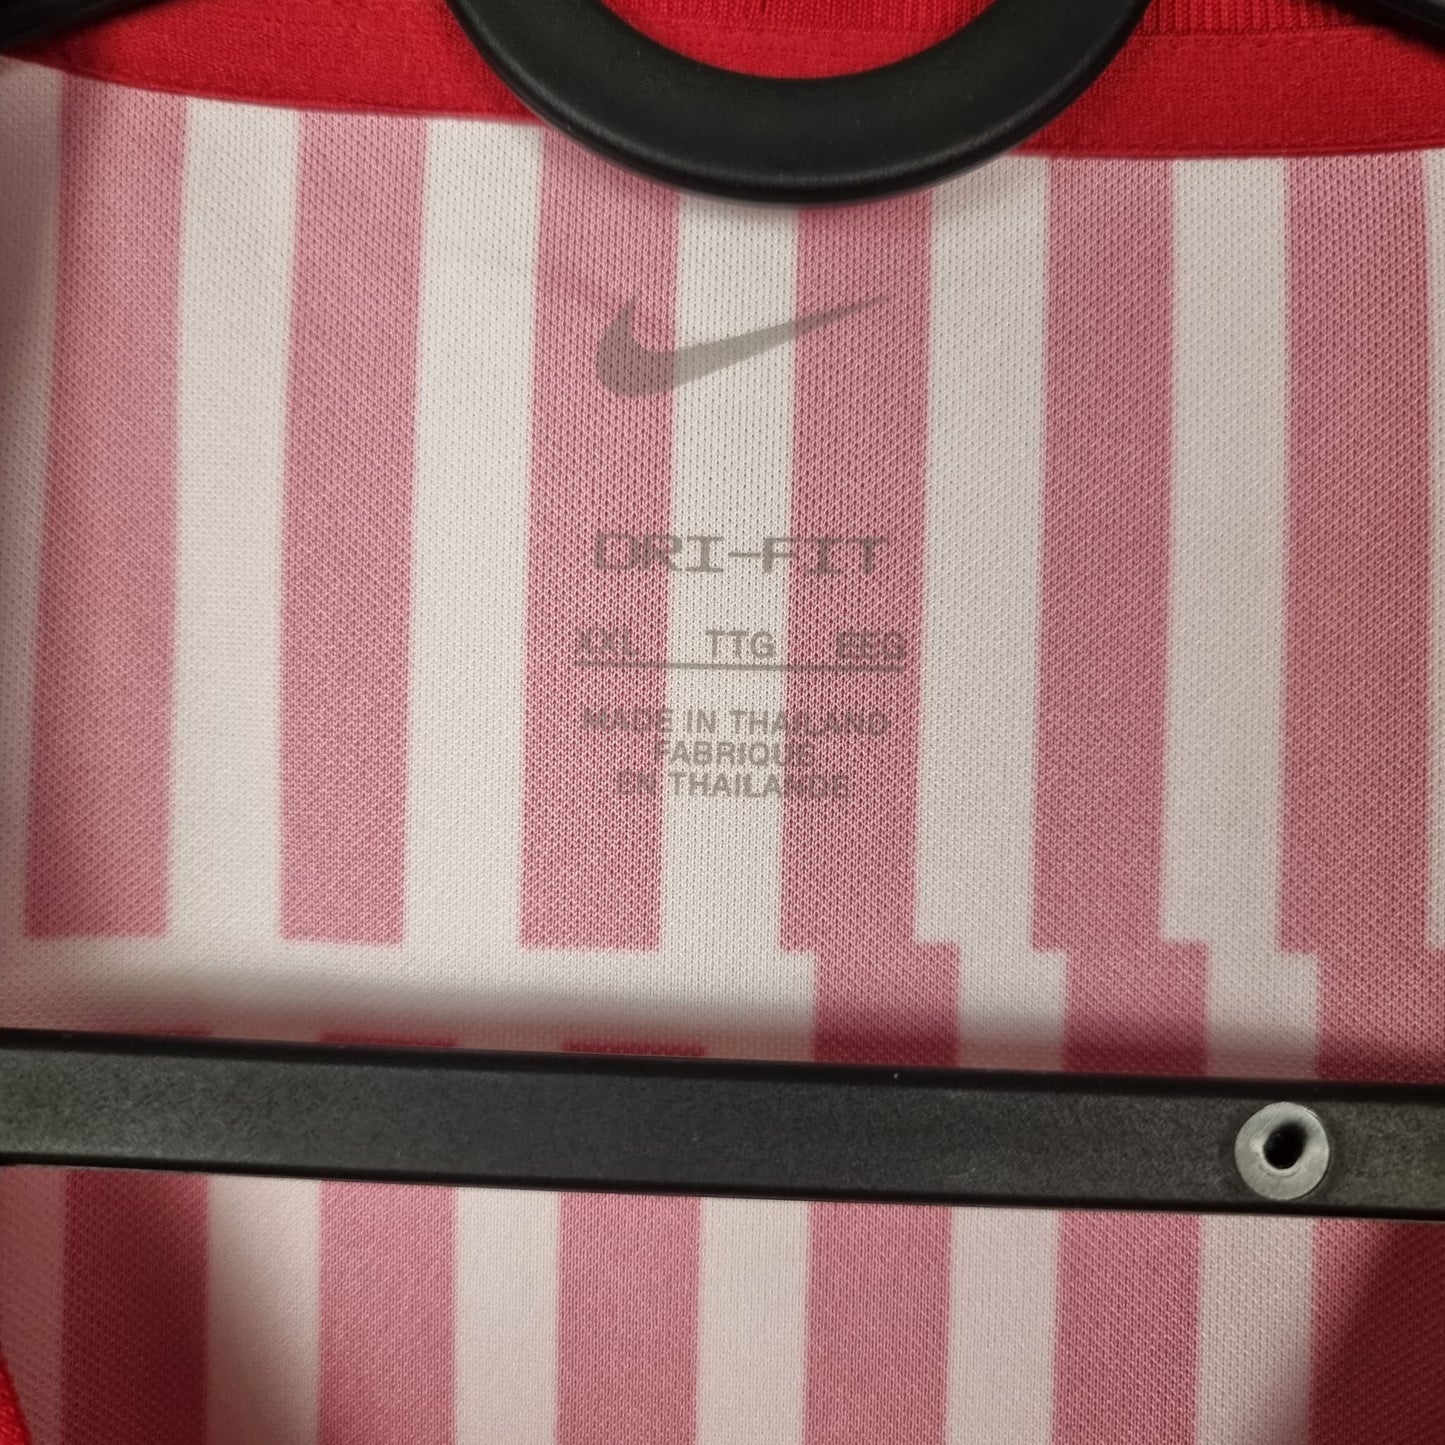 DRI-FIT
XXL TTG EEG
MADE IN THAILAND
FABRIQUE
EN THAILANDE